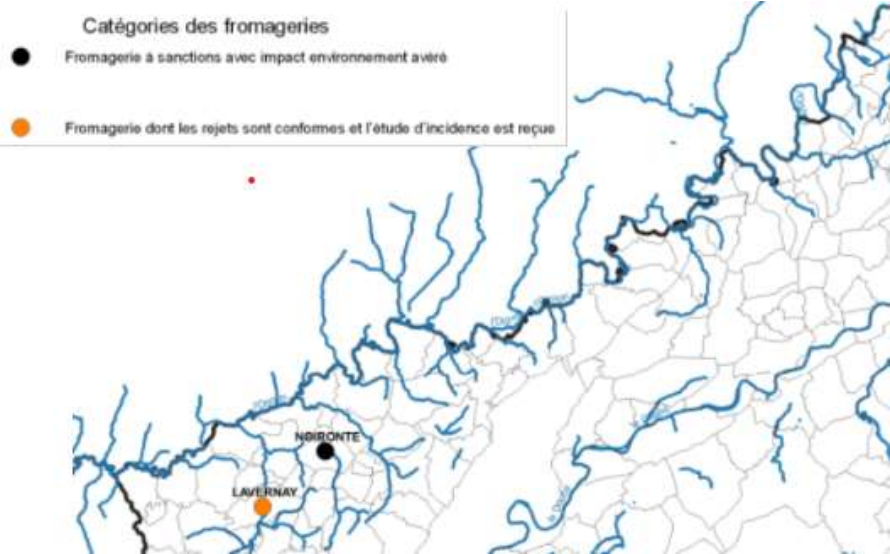 Catégories des fromageries
Fromagerie à sanctions avec impact environnement avéré
Fromagerie dont les rejets sont conformes et l'étude d'incidence est reçue
NOIRONTE
LAVERNAY